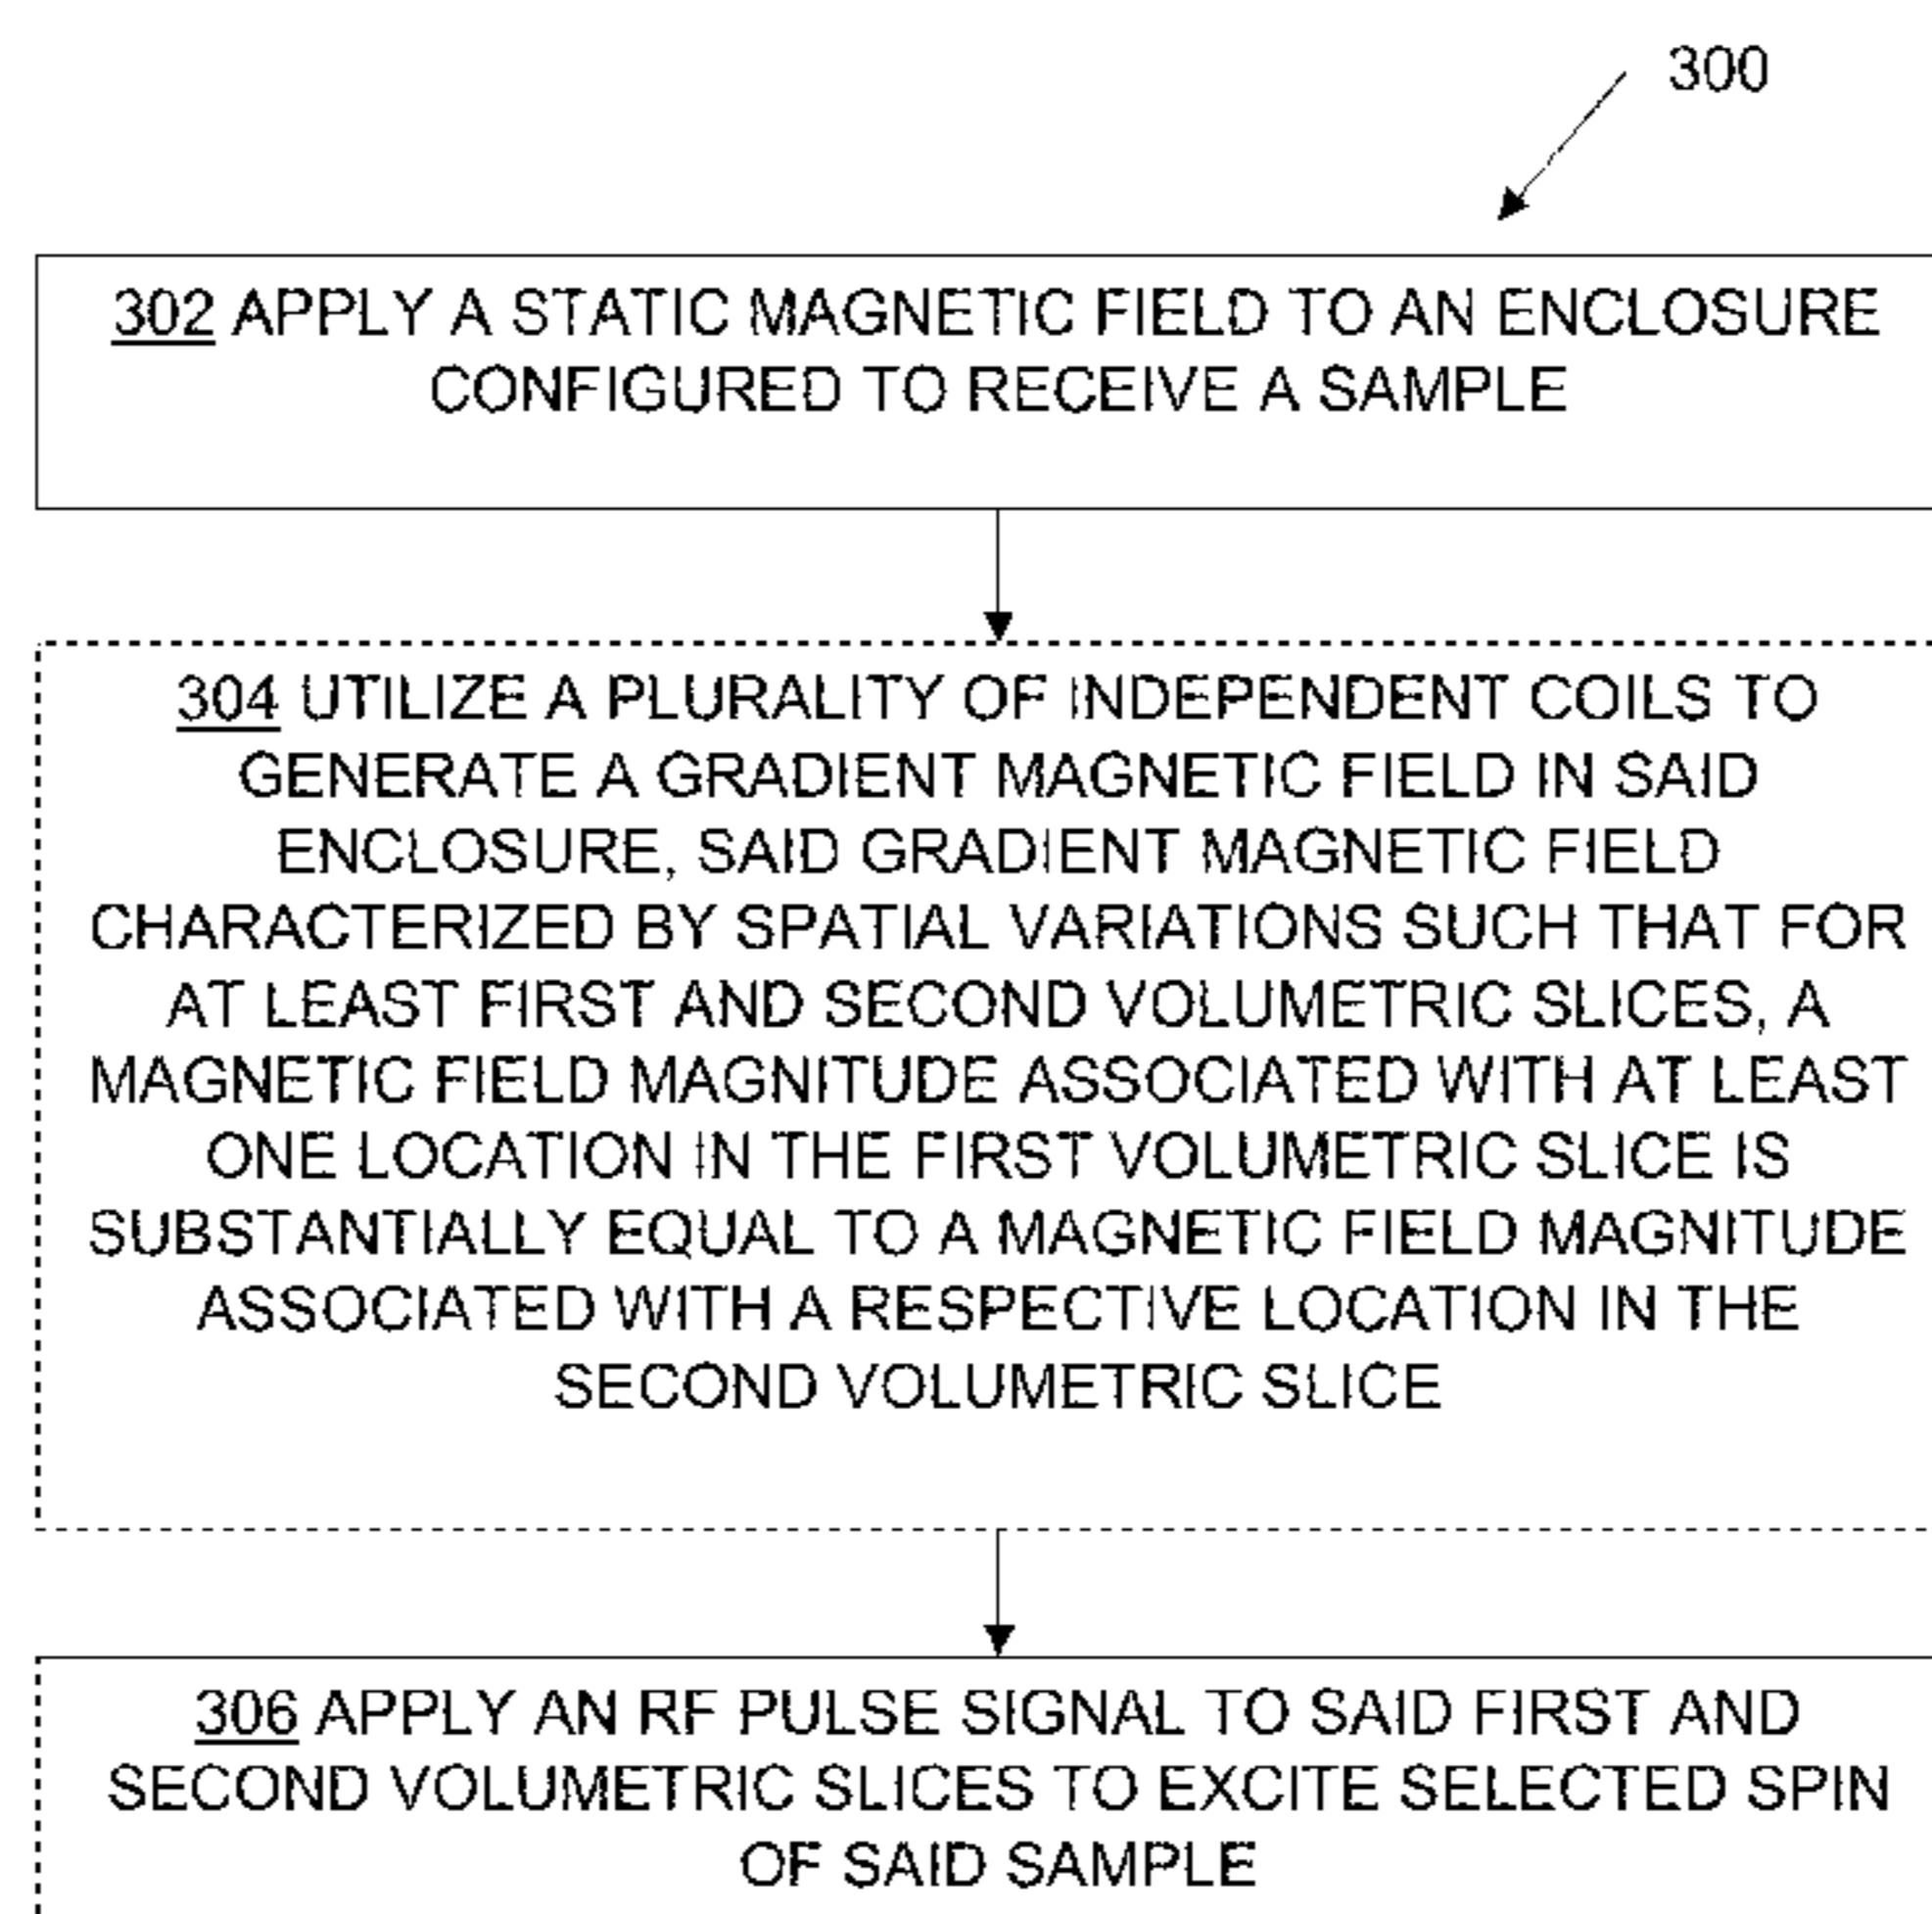 300
302 APPLY A STATIC MAGNETIC FIELD TO AN ENCLOSURE
CONFIGURED TO RECEIVE A SAMPLE
304 UTILIZE A PLURALITY OF INDEPENDENT COILS TO
GENERATE A GRADIENT MAGNETIC FIELD IN SAID
ENCLOSURE, SAID GRADIENT MAGNETIC FIELD
CHARACTERIZED BY SPATIAL VARIATIONS SUCH THAT FOR
AT LEAST FIRST AND SECOND VOLUMETRIC SLICES, A
MAGNETIC FIELD MAGNITUDE ASSOCIATED WITH AT LEAST
ONE LOCATION IN THE FIRST VOLUMETRIC SLICE IS
SUBSTANTIALLY EQUAL TO A MAGNETIC FIELD MAGNITUDE
ASSOCIATED WITH A RESPECTIVE LOCATION IN THE
SECOND VOLUMETRIC SLICE
306 APPLY AN RF PULSE SIGNAL TO SAID FIRST AND
SECOND VOLUMETRIC SLICES TO EXCITE SELECTED SPIN
OF SAID SAMPLE